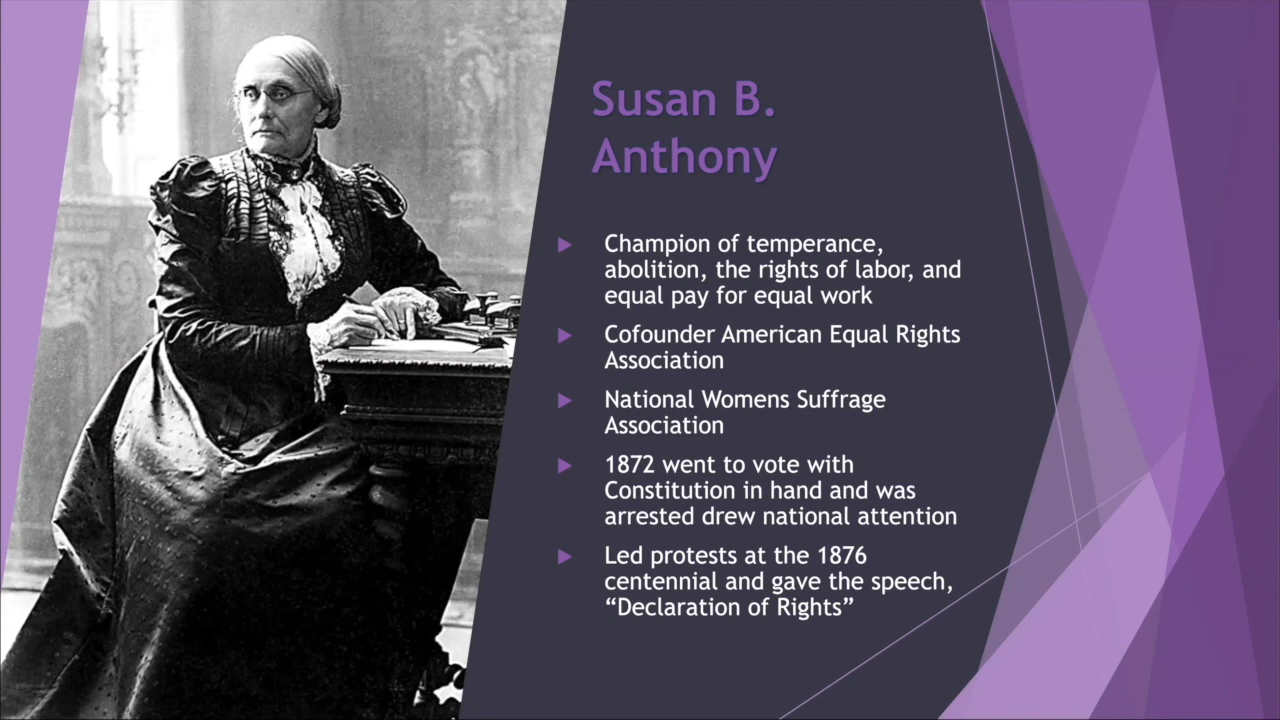 Susan B.
Anthony
Champion of temperance,
abolition, the rights of labor, and
equal pay for equal work
Cofounder American Equal Rights
Association
National Womens Suffrage
Association
1872 went to vote with
Constitution in hand and was
arrested drew national attention
Led protests at the 1876
centennial and gave the speech,
“Declaration of Rights”